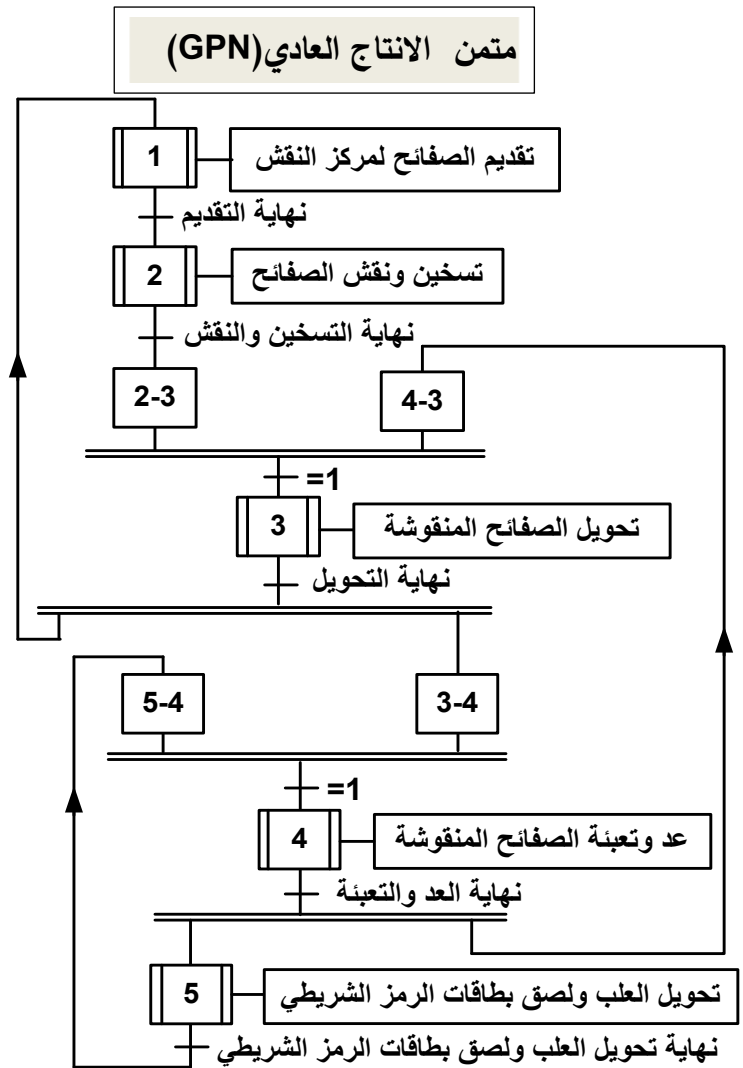 متمن الانتاج العادي(GPN)
1
تقديم الصفائح لمركز النقش
نهاية التقديم
2
تسخين ونقش الصفائح
نهاية التسخين والنقش
2-3
4-3
=1
3
تحويل الصفائح المنقوشة
نهاية التحويل
5-4
3-4
=1
4
عد وتعبئة الصفائح المنقوشة
نهاية العد والتعبئة
5
تحويل العلب ولصق بطاقات الرمز الشريطي
نهاية تحويل العلب ولصق بطاقات الرمز الشريطي